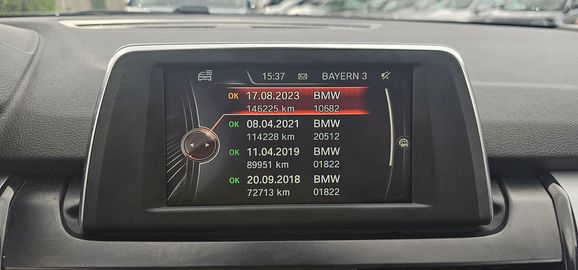 15:37 BAYERN 3
OK 17.08.2023 BMW
146225 km 10682
OK 08.04.2021 BMW
114228 km 20512
OK 11.04.2019 BMW
89951 km 01822
OK 20.09.2018 BMW
72713 km 01822